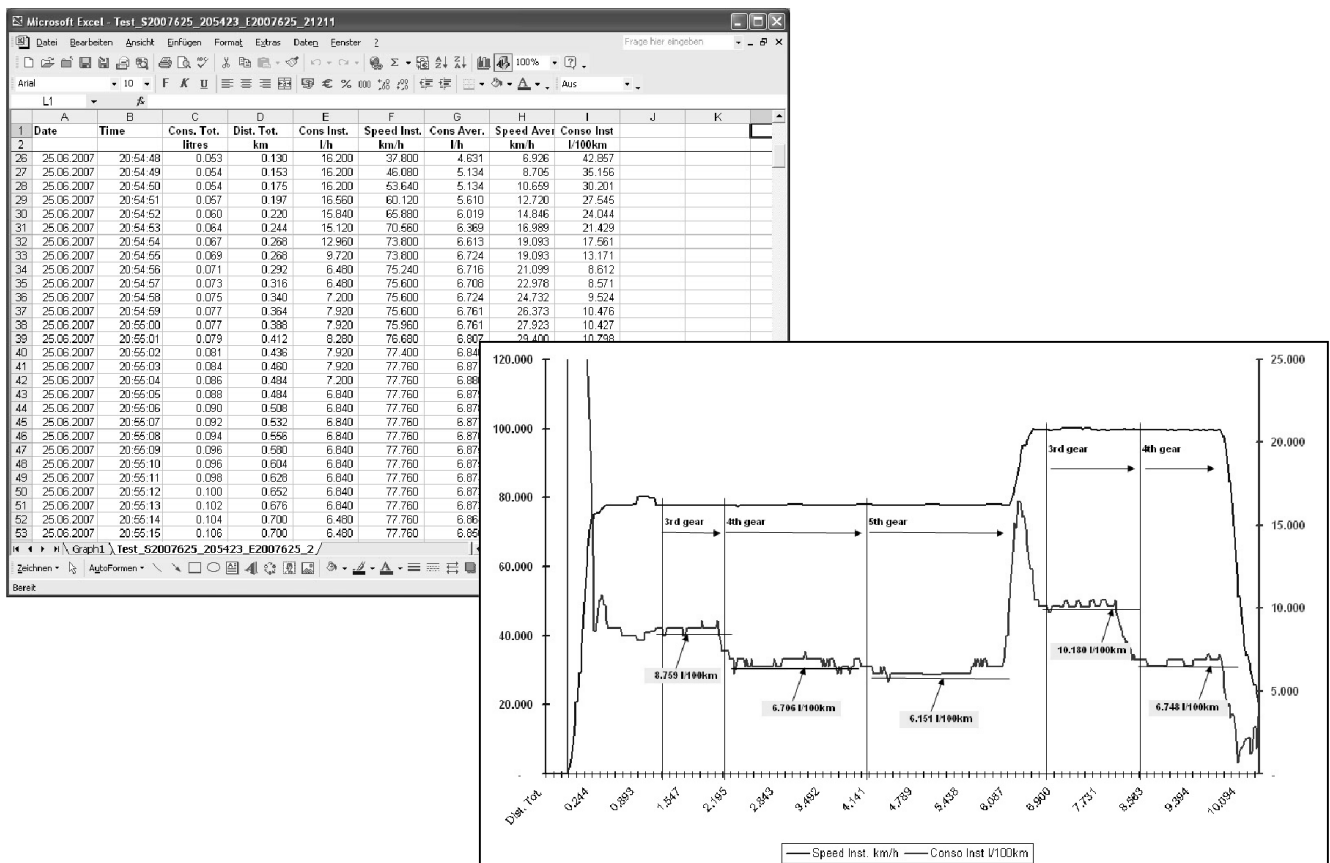 Microsoft Excel - Test_S2007625_205423_E2007625_21211
Datei Bearbeiten Ansicht Einfügen Format Extras Daten Fenster ?
Frage hier eingeben
100%
Arial 10 F K U Aus
L1 fx
A B C D E F G H I J K
1 Date Time Cons. Tot. Dist. Tot. Cons Inst. Speed Inst. Cons Aver. Speed Aver Conso Inst
2 litres km l/h km/h l/h km/h l/100km
26 25.06.2007 20:54:48 0.053 0.130 16.200 37.800 4.631 6.926 42.857
27 25.06.2007 20:54:49 0.054 0.153 16.200 46.080 5.134 8.705 35.156
28 25.06.2007 20:54:50 0.054 0.175 16.200 53.640 5.134 10.659 30.201
29 25.06.2007 20:54:51 0.057 0.197 16.560 60.120 5.610 12.720 27.545
30 25.06.2007 20:54:52 0.060 0.220 15.840 65.880 6.019 14.846 24.044
31 25.06.2007 20:54:53 0.064 0.244 15.120 70.560 6.369 16.989 21.429
32 25.06.2007 20:54:54 0.067 0.268 12.960 73.800 6.613 19.093 17.561
33 25.06.2007 20:54:55 0.069 0.268 9.720 73.800 6.724 19.093 13.171
34 25.06.2007 20:54:56 0.071 0.292 6.480 75.240 6.716 21.099 8.612
35 25.06.2007 20:54:57 0.073 0.316 6.480 75.600 6.708 22.978 8.571
36 25.06.2007 20:54:58 0.075 0.340 7.200 75.600 6.724 24.732 9.524
37 25.06.2007 20:54:59 0.077 0.364 7.920 75.600 6.761 26.373 10.476
38 25.06.2007 20:55:00 0.077 0.388 7.920 75.960 6.761 27.923 10.427
39 25.06.2007 20:55:01 0.079 0.412 8.280 76.680 6.807 29.400 10.798
40 25.06.2007 20:55:02 0.081 0.436 7.920 77.400 6.84
41 25.06.2007 20:55:03 0.084 0.460 7.920 77.760 6.87
42 25.06.2007 20:55:04 0.086 0.484 7.200 77.760 6.88
43 25.06.2007 20:55:05 0.088 0.484 6.840 77.760 6.87
44 25.06.2007 20:55:06 0.090 0.508 6.840 77.760 6.87
45 25.06.2007 20:55:07 0.092 0.532 6.840 77.760 6.87
46 25.06.2007 20:55:08 0.094 0.556 6.840 77.760 6.87
47 25.06.2007 20:55:09 0.096 0.580 6.840 77.760 6.87
48 25.06.2007 20:55:10 0.096 0.604 6.840 77.760 6.87
49 25.06.2007 20:55:11 0.098 0.628 6.840 77.760 6.87
50 25.06.2007 20:55:12 0.100 0.652 6.840 77.760 6.87
51 25.06.2007 20:55:13 0.102 0.676 6.840 77.760 6.87
52 25.06.2007 20:55:14 0.104 0.700 6.480 77.760 6.86
53 25.06.2007 20:55:15 0.106 0.700 6.480 77.760 6.85
Graph1 Test_S2007625_205423_E2007625_2
Zeichnen AutoFormen
Bereit
120.000 25.000
100.000 20.000
3rd gear 4th gear
80.000
15.000
3rd gear 4th gear 5th gear
60.000
10.000
40.000
10.180 l/100km
8.759 l/100km
5.000
6.706 l/100km 6.151 l/100km 6.748 l/100km
20.000
- -
Dist. Tot. 0.244 0.893 1.547 2.195 2.843 3.492 4.141 4.789 5.438 6.087 6.900 7.731 8.563 9.394 10.094
Speed Inst. km/h Conso Inst l/100km